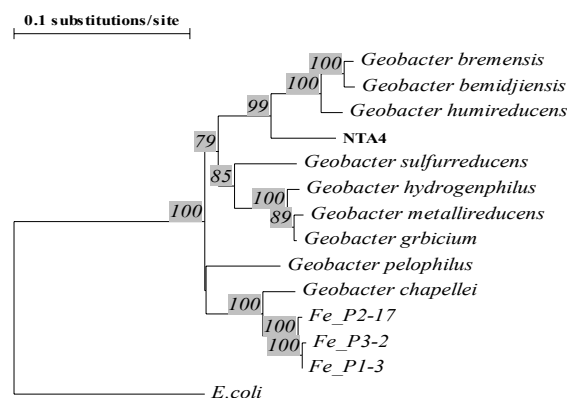 0.1 substitutions/site
100
Geobacter bremensis
100
Geobacter bemidjiensis
99
Geobacter humireducens
79
NTA4
85
Geobacter sulfurreducens
100
Geobacter hydrogenphilus
89
Geobacter metallireducens
100
Geobacter grbicium
Geobacter pelophilus
100
Geobacter chapellei
100
Fe_P2-17
100
Fe_P3-2
Fe_P1-3
E.coli